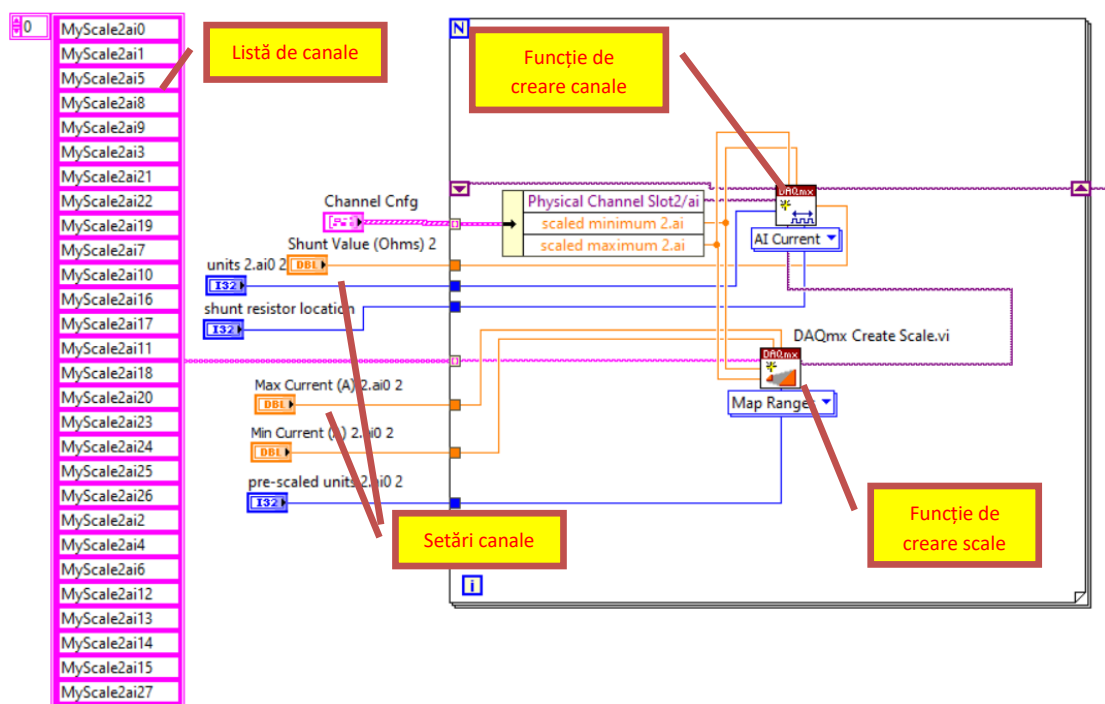 0
MyScale2ai0
MyScale2ai1
MyScale2ai5
MyScale2ai8
MyScale2ai9
MyScale2ai3
MyScale2ai21
MyScale2ai22
MyScale2ai19
MyScale2ai7
MyScale2ai10
MyScale2ai16
MyScale2ai17
MyScale2ai11
MyScale2ai18
MyScale2ai20
MyScale2ai23
MyScale2ai24
MyScale2ai25
MyScale2ai26
MyScale2ai2
MyScale2ai4
MyScale2ai6
MyScale2ai12
MyScale2ai13
MyScale2ai14
MyScale2ai15
MyScale2ai27
Listă de canale
N
Funcție de
creare canale
Channel Cnfg
Shunt Value (Ohms) 2
DBL
units 2.ai0 2
I32
shunt resistor location
I32
Physical Channel Slot2/ai
scaled minimum 2.ai
scaled maximum 2.ai
DAQmx
AI Current
DAQmx Create Scale.vi
DAQmx
Map Ranges
Max Current (A) 2.ai0 2
DBL
Min Current (A) 2.ai0 2
DBL
pre-scaled units 2.ai0 2
I32
Setări canale
Funcție de
creare scale
i